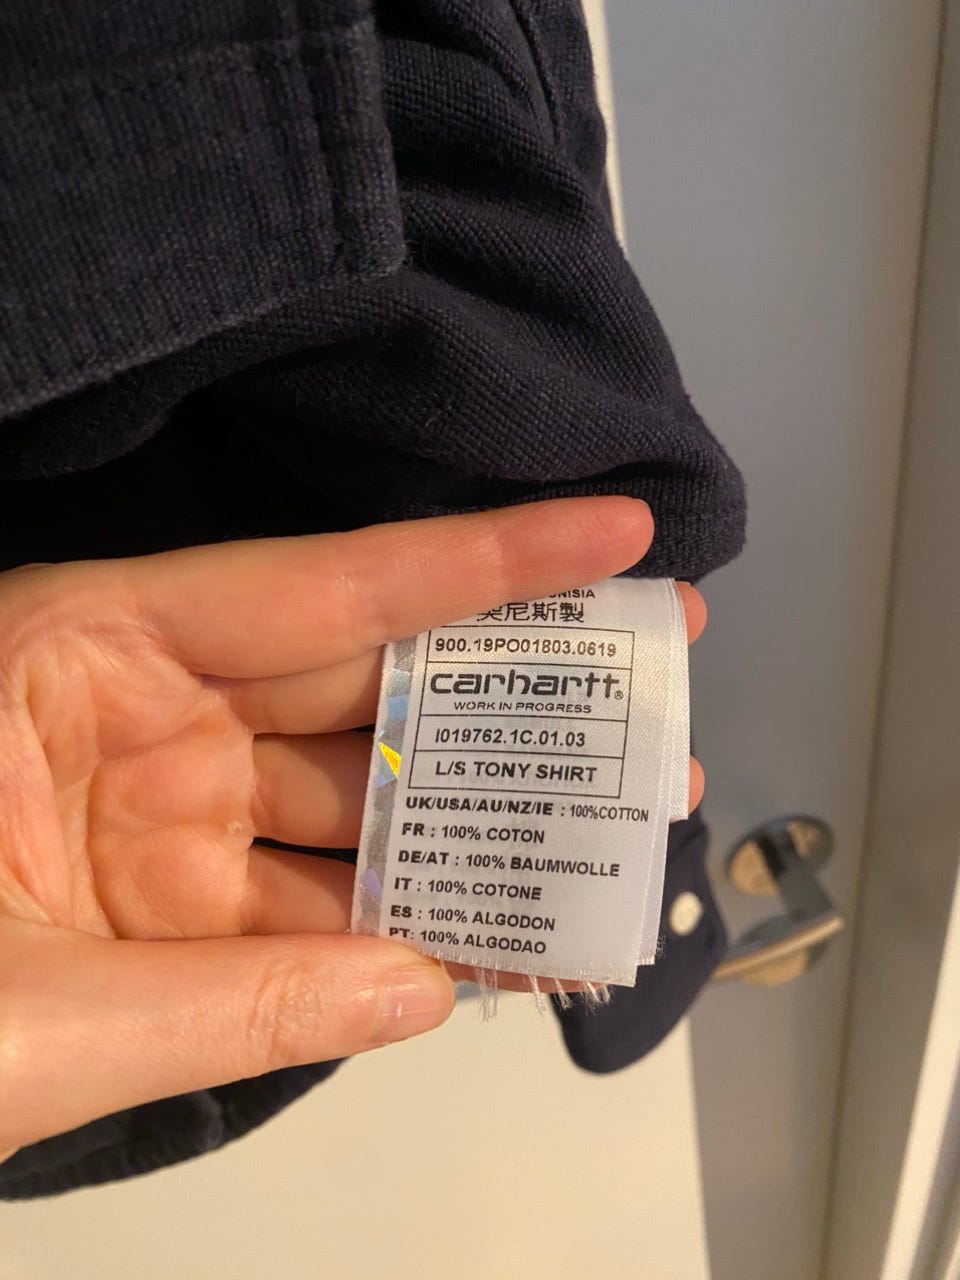 尼斯製
900.19PO01803.0619
carhartt®
WORK IN PROGRESS
I019762.1C.01.03
L/S TONY SHIRT
UK/USA/AU/NZ/IE : 100%COTTON
FR : 100% COTON
DE/AT : 100% BAUMWOLLE
IT : 100% COTONE
ES : 100% ALGODON
PT: 100% ALGODAO